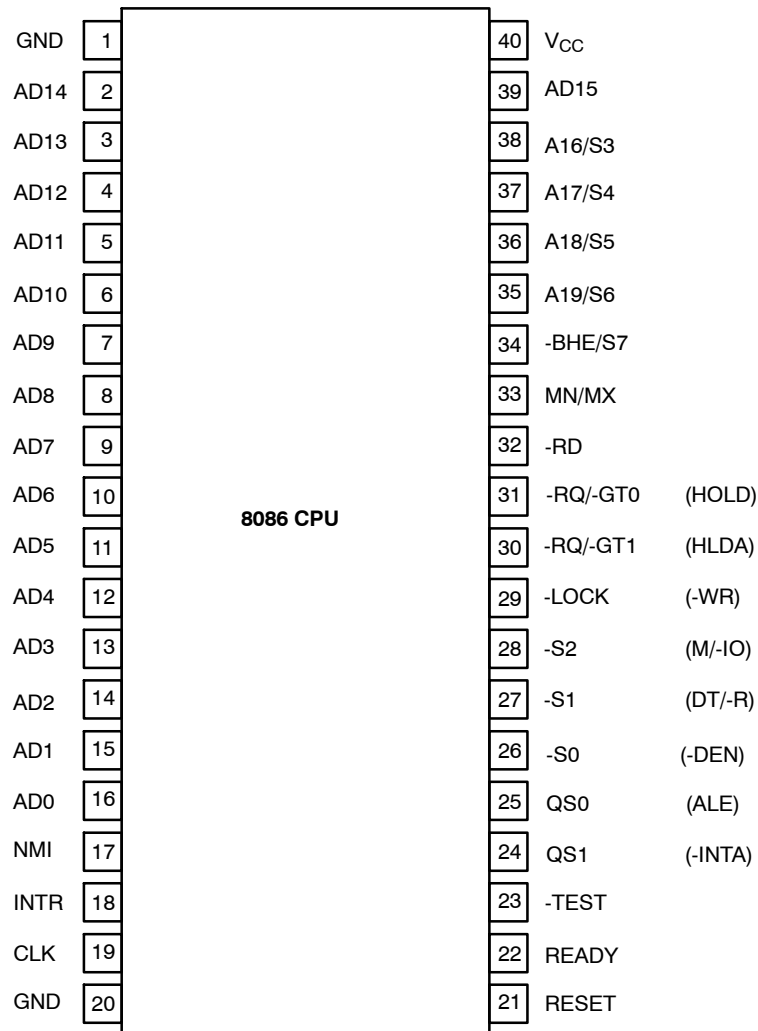 GND 1 40 VCC
AD14 2 39 AD15
AD13 3 38 A16/S3
AD12 4 37 A17/S4
AD11 5 36 A18/S5
AD10 6 35 A19/S6
AD9 7 34 -BHE/S7
AD8 8 33 MN/MX
AD7 9 32 -RD
AD6 10 31 -RQ/-GT0 (HOLD)
8086 CPU
AD5 11 30 -RQ/-GT1 (HLDA)
AD4 12 29 -LOCK (-WR)
AD3 13 28 -S2 (M/-IO)
AD2 14 27 -S1 (DT/-R)
AD1 15 26 -S0 (-DEN)
AD0 16 25 QS0 (ALE)
NMI 17 24 QS1 (-INTA)
INTR 18 23 -TEST
CLK 19 22 READY
GND 20 21 RESET